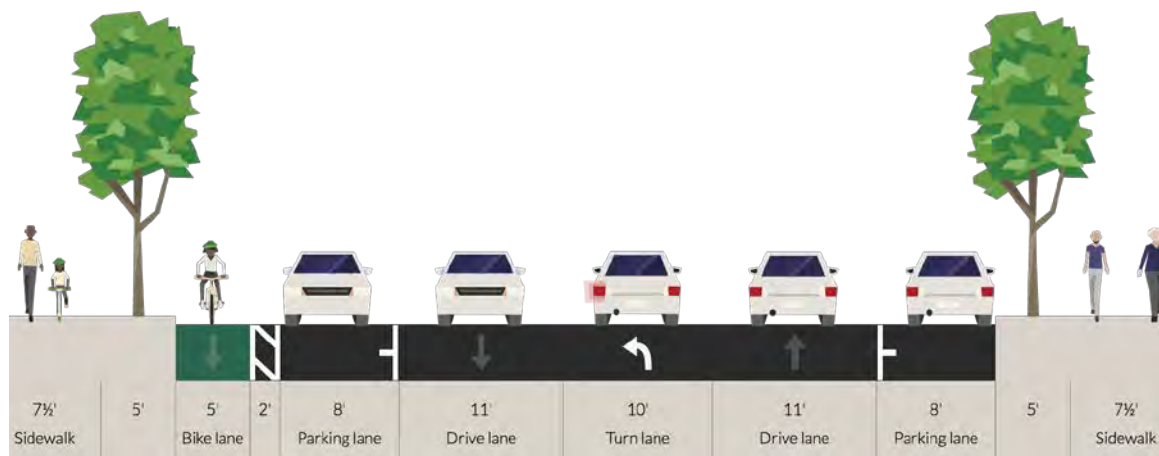 7½' 5' 5' 2' 8' 11' 10' 11' 8' 5' 7½'
Sidewalk Bike lane Parking lane Drive lane Turn lane Drive lane Parking lane Sidewalk